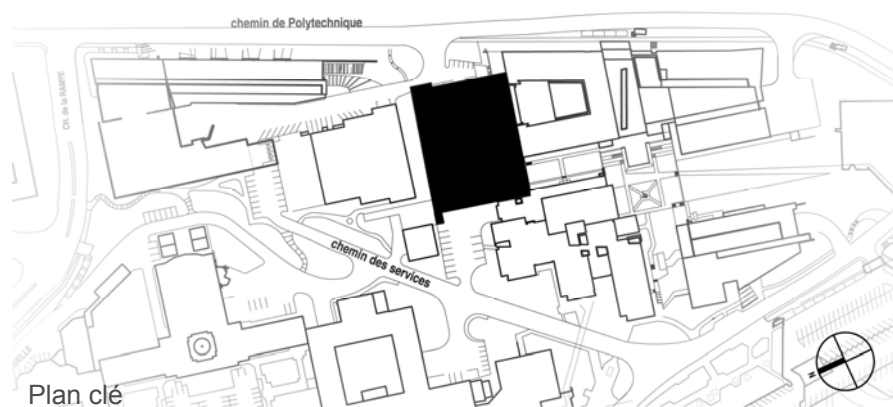 chemin de Polytechnique
CH. de la RAMPE
chemin des services
N
Plan clé